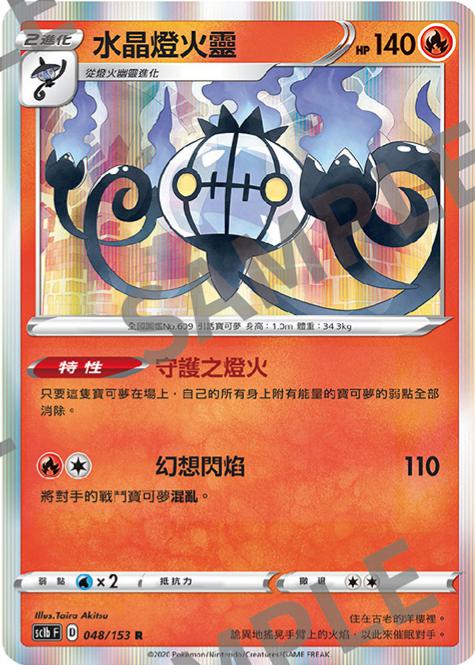 2進化
水晶燈火靈
HP 140
從燈火幽靈進化
全國圖鑑No.609 引誘寶可夢 身高：1.0m 體重：34.3kg
特性 守護之燈火
只要這隻寶可夢在場上，自己的所有身上附有能量的寶可夢的弱點全部
消除。
幻想閃焰 110
將對手的戰鬥寶可夢混亂。
弱點 ×2 抵抗力 撤退
Illus.Taira Akitsu
sc1b F D 048/153 R
住在古老的洋樓裡。
詭異地搖晃手臂上的火焰，以此來催眠對手。
©2020 Pokémon/Nintendo/Creatures/GAME FREAK.
SAMPLE